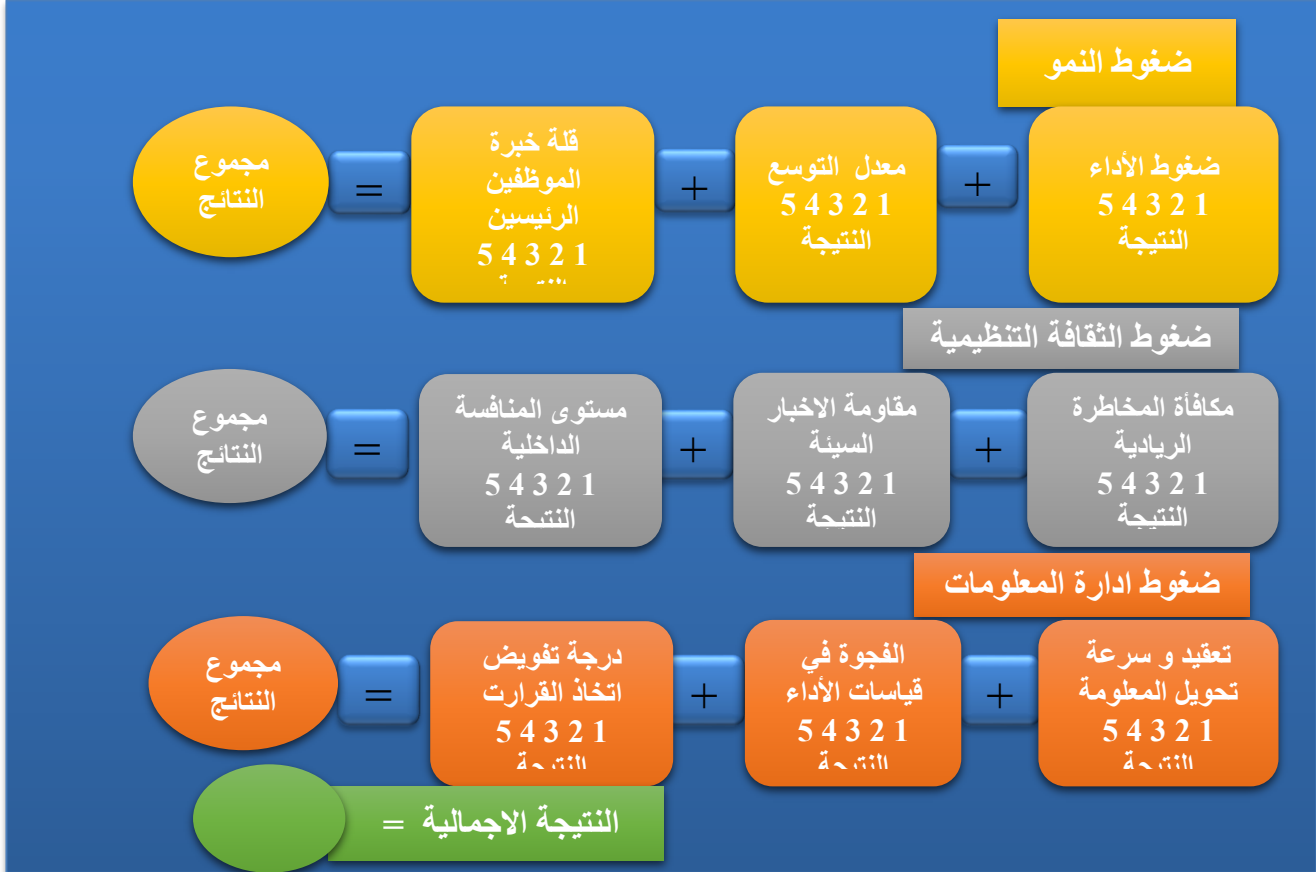 ضغوط النمو
ضغوط الأداء
5 4 3 2 1
النتيجة
+
معدل التوسع
5 4 3 2 1
النتيجة
+
قلة خبرة
الموظفين
الرئيسين
5 4 3 2 1
النتيجة
=
مجموع
النتائج
ضغوط الثقافة التنظيمية
مكافأة المخاطرة
الريادية
5 4 3 2 1
النتيجة
+
مقاومة الاخبار
السيئة
5 4 3 2 1
النتيجة
+
مستوى المنافسة
الداخلية
5 4 3 2 1
النتيجة
=
مجموع
النتائج
ضغوط ادارة المعلومات
تعقيد و سرعة
تحويل المعلومة
5 4 3 2 1
النتيجة
+
الفجوة في
قياسات الأداء
5 4 3 2 1
النتيجة
+
درجة تفويض
اتخاذ القرارت
5 4 3 2 1
النتيجة
=
مجموع
النتائج
النتيجة الاجمالية =